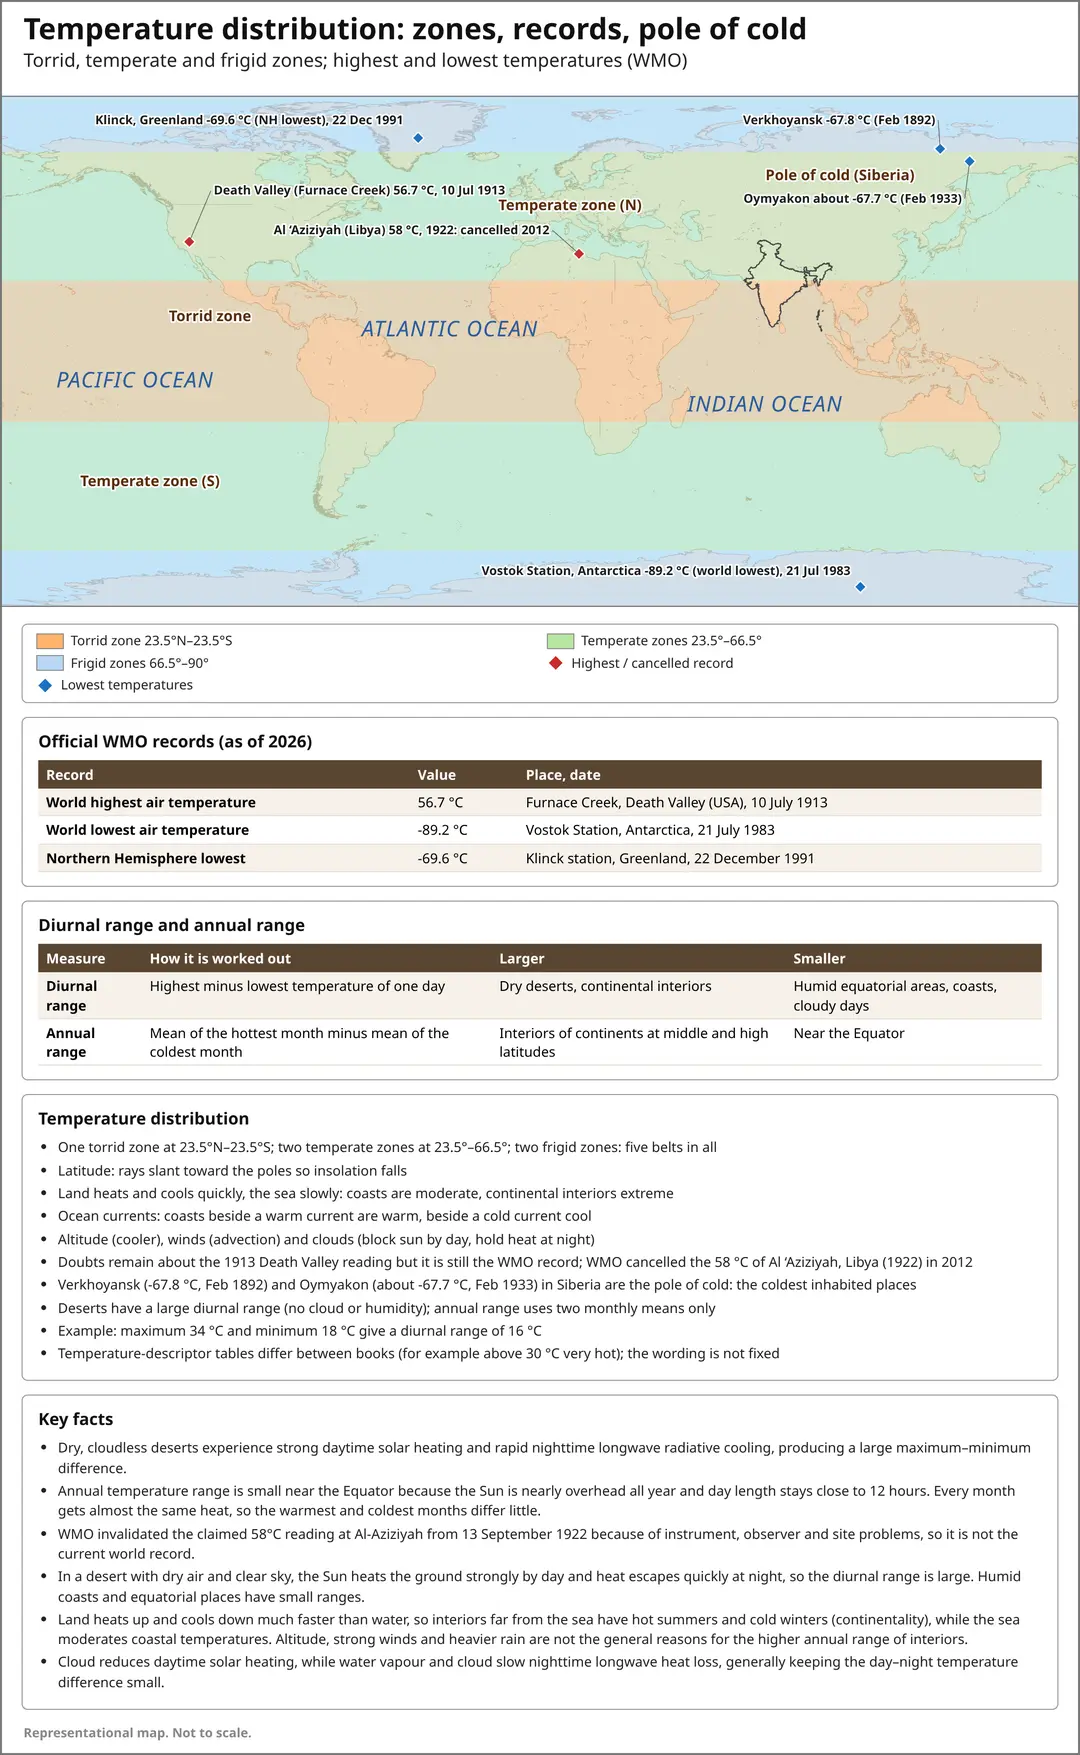 Temperature distribution: zones, records, pole of cold
Torrid, temperate and frigid zones; highest and lowest temperatures (WMO)
Klinck, Greenland -69.6 °C (NH lowest), 22 Dec 1991
Verkhoyansk -67.8 °C (Feb 1892)
Pole of cold (Siberia)
Death Valley (Furnace Creek) 56.7 °C, 10 Jul 1913
Oymyakon about -67.7 °C (Feb 1933)
Temperate zone (N)
Al ‘Aziziyah (Libya) 58 °C, 1922: cancelled 2012
Torrid zone
ATLANTIC OCEAN
PACIFIC OCEAN
INDIAN OCEAN
Temperate zone (S)
Vostok Station, Antarctica -89.2 °C (world lowest), 21 Jul 1983
Torrid zone 23.5°N–23.5°S
Temperate zones 23.5°–66.5°
Frigid zones 66.5°–90°
Highest / cancelled record
Lowest temperatures
Official WMO records (as of 2026)
Record Value Place, date
World highest air temperature 56.7 °C Furnace Creek, Death Valley (USA), 10 July 1913
World lowest air temperature -89.2 °C Vostok Station, Antarctica, 21 July 1983
Northern Hemisphere lowest -69.6 °C Klinck station, Greenland, 22 December 1991
Diurnal range and annual range
Measure How it is worked out Larger Smaller
Diurnal Highest minus lowest temperature of one day Dry deserts, continental interiors Humid equatorial areas, coasts,
range cloudy days
Annual Mean of the hottest month minus mean of the Interiors of continents at middle and high Near the Equator
range coldest month latitudes
Temperature distribution
• One torrid zone at 23.5°N–23.5°S; two temperate zones at 23.5°–66.5°; two frigid zones: five belts in all
• Latitude: rays slant toward the poles so insolation falls
• Land heats and cools quickly, the sea slowly: coasts are moderate, continental interiors extreme
• Ocean currents: coasts beside a warm current are warm, beside a cold current cool
• Altitude (cooler), winds (advection) and clouds (block sun by day, hold heat at night)
• Doubts remain about the 1913 Death Valley reading but it is still the WMO record; WMO cancelled the 58 °C of Al ‘Aziziyah, Libya (1922) in 2012
• Verkhoyansk (-67.8 °C, Feb 1892) and Oymyakon (about -67.7 °C, Feb 1933) in Siberia are the pole of cold: the coldest inhabited places
• Deserts have a large diurnal range (no cloud or humidity); annual range uses two monthly means only
• Example: maximum 34 °C and minimum 18 °C give a diurnal range of 16 °C
• Temperature-descriptor tables differ between books (for example above 30 °C very hot); the wording is not fixed
Key facts
• Dry, cloudless deserts experience strong daytime solar heating and rapid nighttime longwave radiative cooling, producing a large maximum–minimum
difference.
• Annual temperature range is small near the Equator because the Sun is nearly overhead all year and day length stays close to 12 hours. Every month
gets almost the same heat, so the warmest and coldest months differ little.
• WMO invalidated the claimed 58°C reading at Al-Aziziyah from 13 September 1922 because of instrument, observer and site problems, so it is not the
current world record.
• In a desert with dry air and clear sky, the Sun heats the ground strongly by day and heat escapes quickly at night, so the diurnal range is large. Humid
coasts and equatorial places have small ranges.
• Land heats up and cools down much faster than water, so interiors far from the sea have hot summers and cold winters (continentality), while the sea
moderates coastal temperatures. Altitude, strong winds and heavier rain are not the general reasons for the higher annual range of interiors.
• Cloud reduces daytime solar heating, while water vapour and cloud slow nighttime longwave heat loss, generally keeping the day–night temperature
difference small.
Representational map. Not to scale.